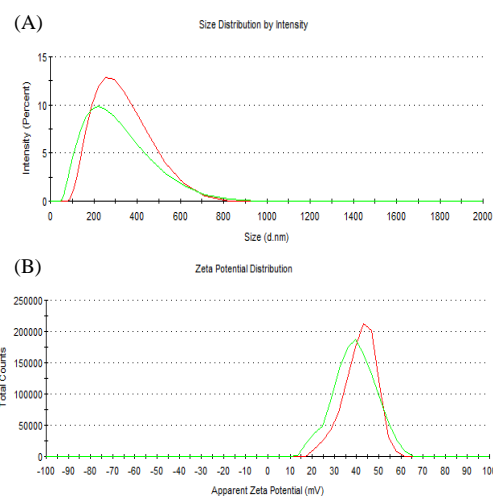 (A)
Size Distribution by Intensity
15
10
5
0
Intensity (Percent)
0 200 400 600 800 1000 1200 1400 1600 1800 2000
Size (d.nm)
(B)
Zeta Potential Distribution
250000
200000
150000
100000
50000
0
Total Counts
-100 -90 -80 -70 -60 -50 -40 -30 -20 -10 0 10 20 30 40 50 60 70 80 90 100
Apparent Zeta Potential (mV)